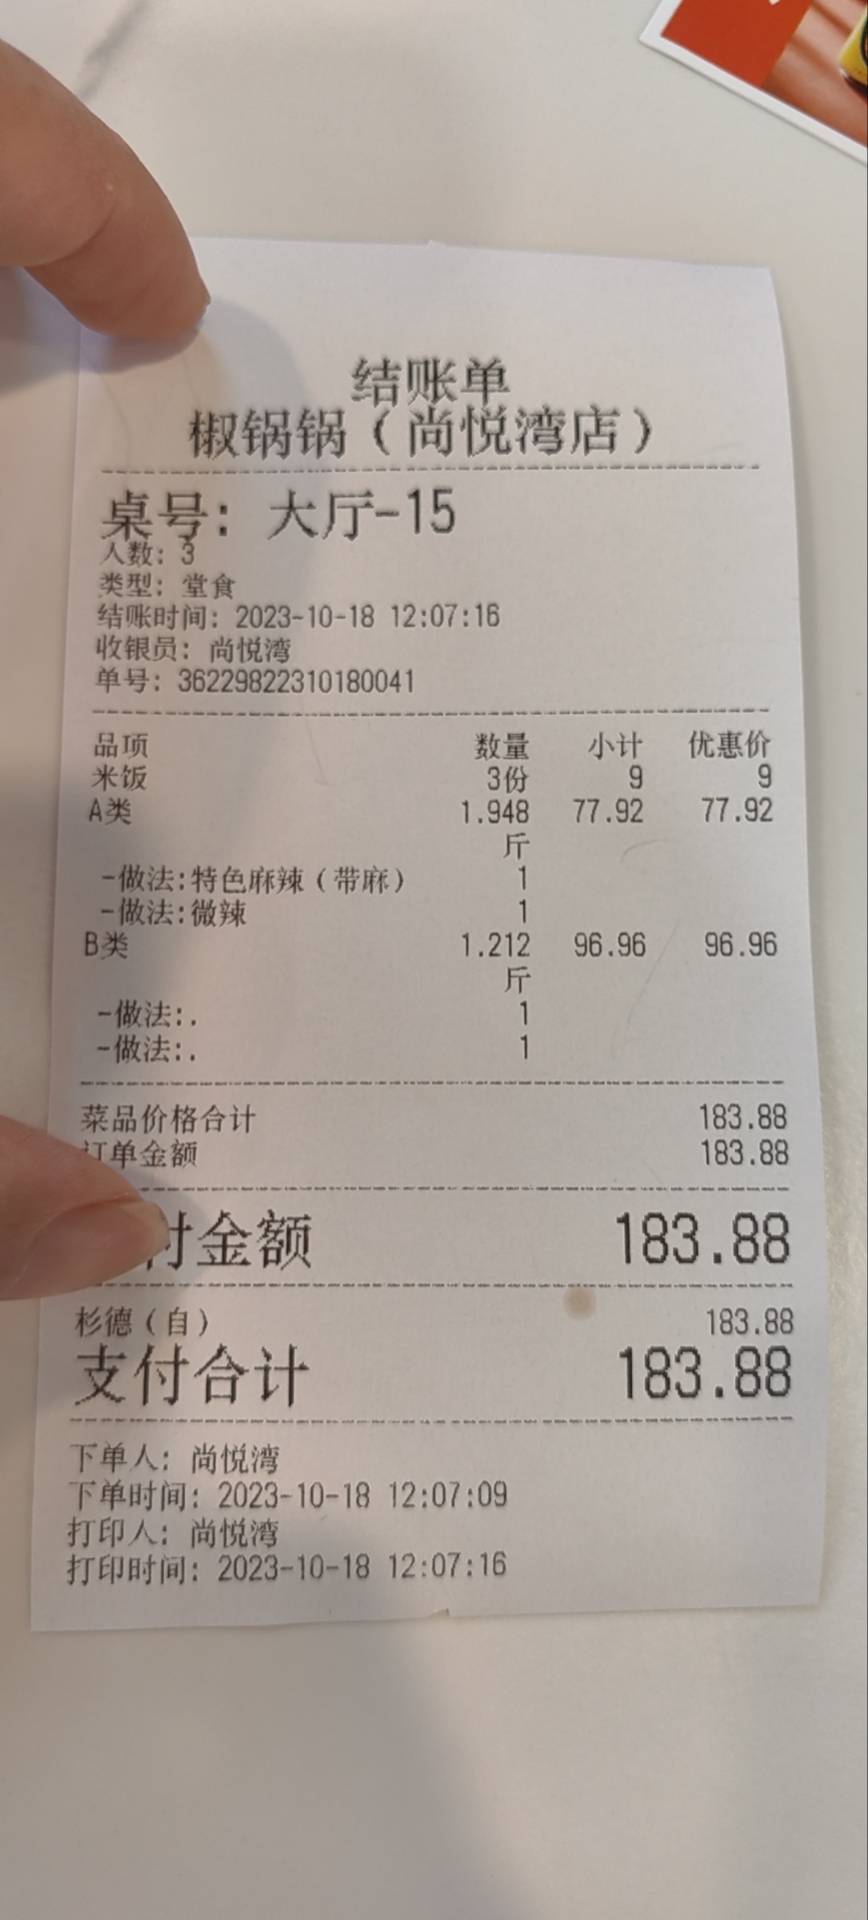 结账单
椒锅锅（尚悦湾店）
桌号：大厅-15
人数：3
类型：堂食
结账时间：2023-10-18 12:07:16
收银员：尚悦湾
单号：36229822310180041
品项 数量 小计 优惠价
米饭 3份 9 9
A类 1.948 77.92 77.92
斤
-做法:特色麻辣（带麻） 1
-做法:微辣 1
B类 1.212 96.96 96.96
斤
-做法:. 1
-做法:. 1
菜品价格合计 183.88
订单金额 183.88
付金额 183.88
杉德（自） 183.88
支付合计 183.88
下单人：尚悦湾
下单时间：2023-10-18 12:07:09
打印人：尚悦湾
打印时间：2023-10-18 12:07:16